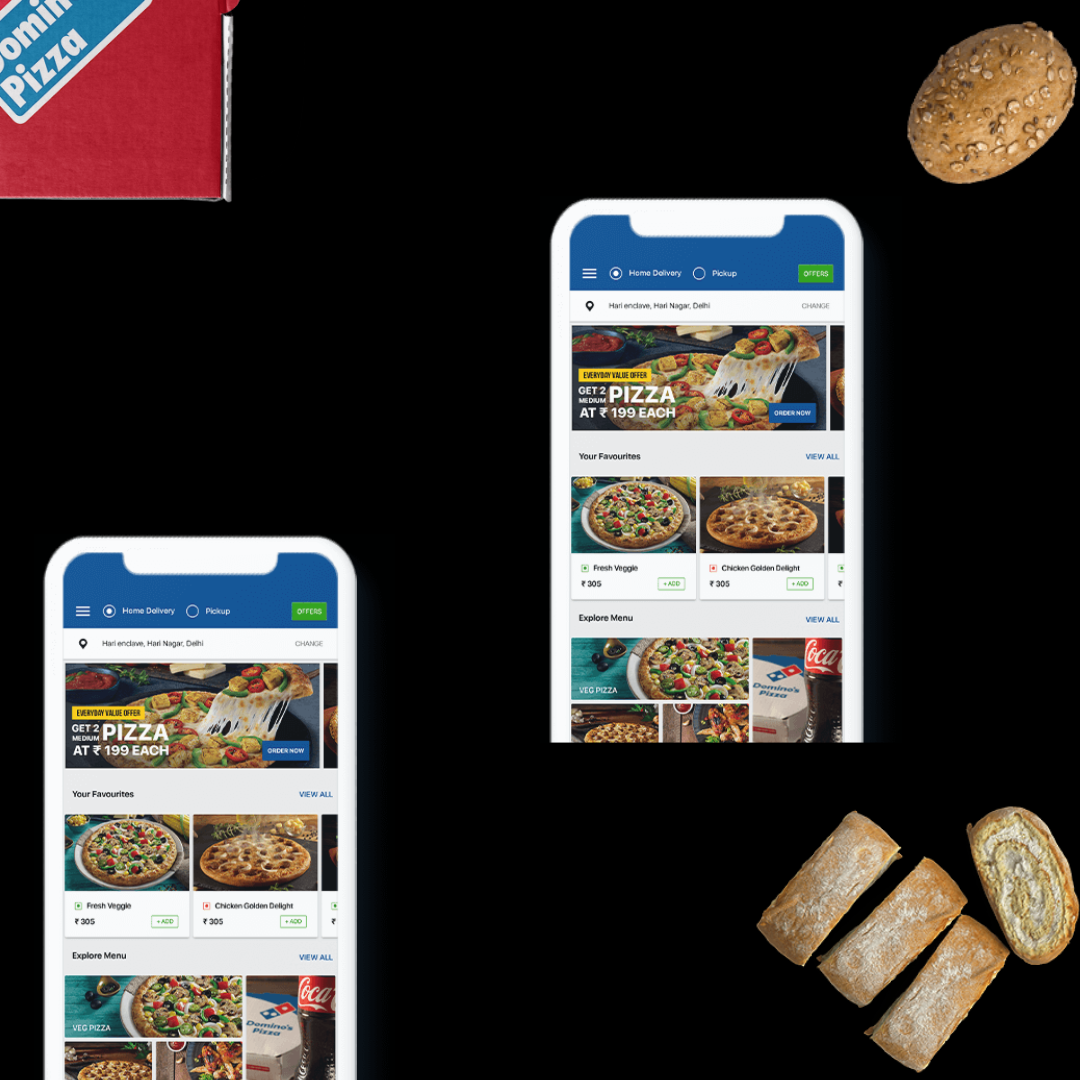 Pizza
Home Delivery
Pickup
OFFERS
Hari enclave, Hari Nagar, Delhi
CHANGE
EVERYDAY VALUE OFFER
GET 2
MEDIUM
PIZZA
AT ₹ 199 EACH
ORDER NOW
Your Favourites
VIEW ALL
Fresh Veggie
₹ 305
+ ADD
Chicken Golden Delight
₹ 305
+ ADD
₹
Explore Menu
VIEW ALL
VEG PIZZA
Domino's
Pizza
Coca
Home Delivery
Pickup
OFFERS
Hari enclave, Hari Nagar, Delhi
CHANGE
EVERYDAY VALUE OFFER
GET 2
MEDIUM
PIZZA
AT ₹ 199 EACH
ORDER NOW
Your Favourites
VIEW ALL
Fresh Veggie
₹ 305
+ ADD
Chicken Golden Delight
₹ 305
+ ADD
₹
Explore Menu
VIEW ALL
VEG PIZZA
Domino's
Pizza
Coca